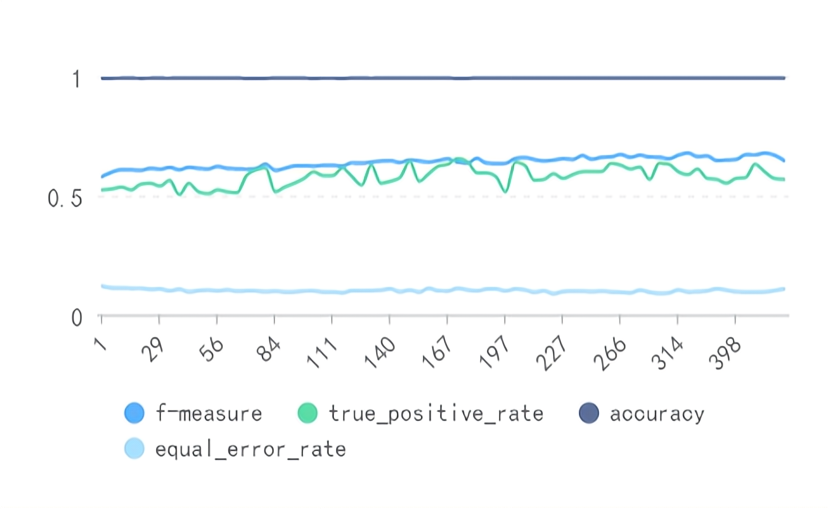 1
0.5
0
1 29 56 84 111 140 167 197 227 266 314 398
f-measure true_positive_rate accuracy
equal_error_rate